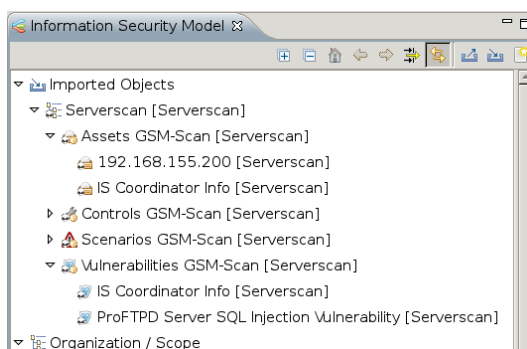 Information Security Model
Imported Objects
Serverscan [Serverscan]
Assets GSM-Scan [Serverscan]
192.168.155.200 [Serverscan]
IS Coordinator Info [Serverscan]
Controls GSM-Scan [Serverscan]
Scenarios GSM-Scan [Serverscan]
Vulnerabilities GSM-Scan [Serverscan]
IS Coordinator Info [Serverscan]
ProFTPD Server SQL Injection Vulnerability [Serverscan]
Organization / Scope